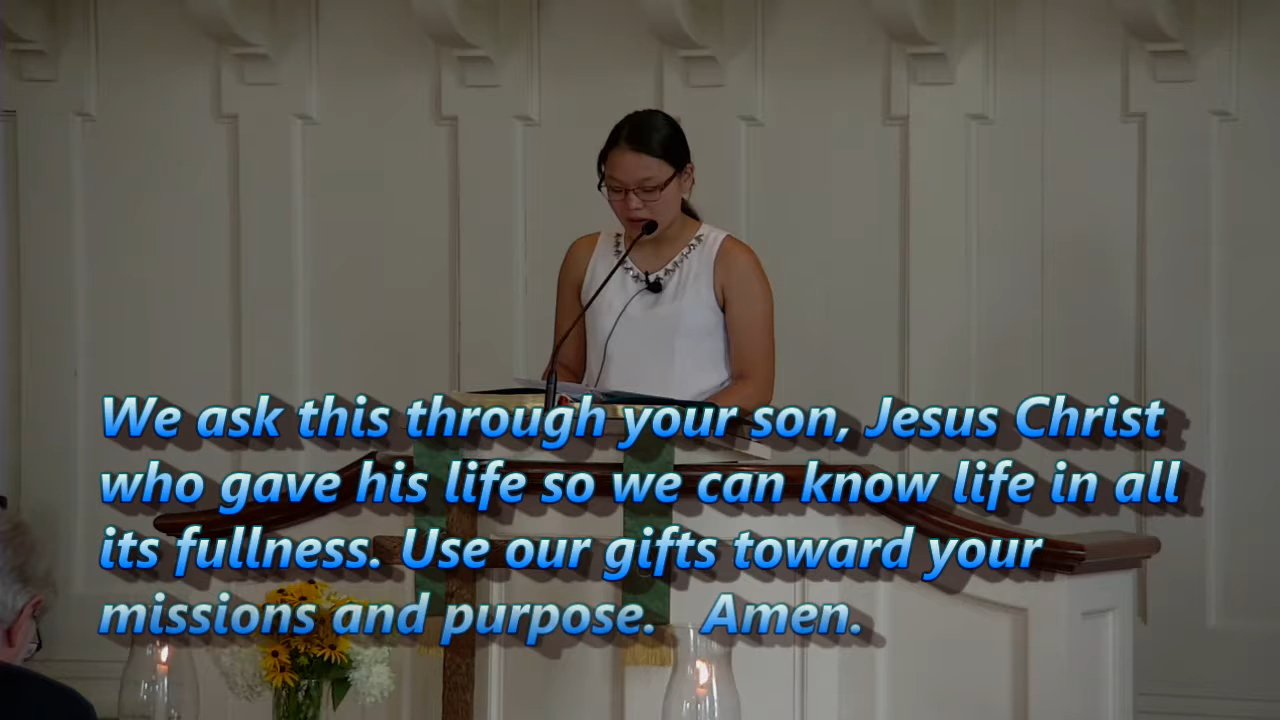 We ask this through your son, Jesus Christ
who gave his life so we can know life in all
its fullness. Use our gifts toward your
missions and purpose. Amen.